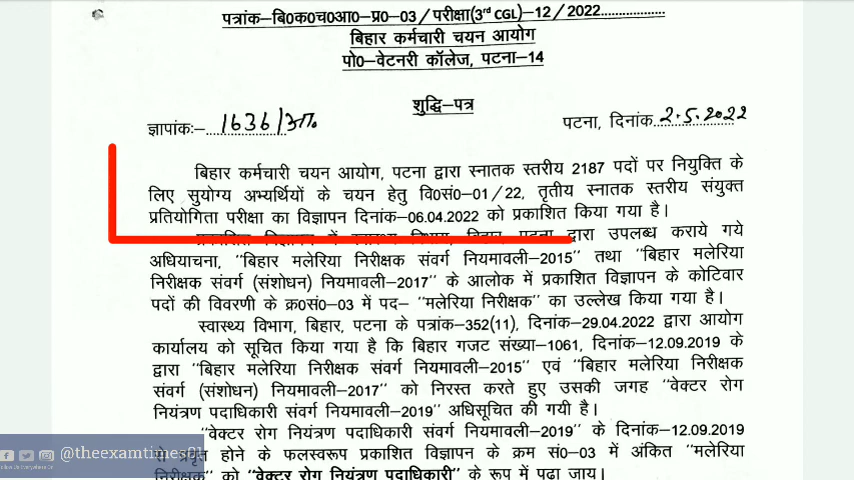 पत्रांक–बि0क0च0आ0–प्र0–03/परीक्षा(3rd CGL)–12/2022..................
बिहार कर्मचारी चयन आयोग
पो0–वेटनरी कॉलेज, पटना–14
शुद्धि–पत्र
ज्ञापांकः–..1636/आ0.. पटना, दिनांक..2.5.2022
बिहार कर्मचारी चयन आयोग, पटना द्वारा स्नातक स्तरीय 2187 पदों पर नियुक्ति के
लिए सुयोग्य अभ्यर्थियों के चयन हेतु वि0सं0–01/22, तृतीय स्नातक स्तरीय संयुक्त
प्रतियोगिता परीक्षा का विज्ञापन दिनांक–06.04.2022 को प्रकाशित किया गया है।
प्रकाशित विज्ञापन में स्वास्थ्य विभाग, बिहार, पटना द्वारा उपलब्ध कराये गये
अधियाचना, "बिहार मलेरिया निरीक्षक संवर्ग नियमावली–2015" तथा "बिहार मलेरिया
निरीक्षक संवर्ग (संशोधन) नियमावली–2017" के आलोक में प्रकाशित विज्ञापन के कोटिवार
पदों की विवरणी के क्र0सं0–03 में पद– "मलेरिया निरीक्षक" का उल्लेख किया गया है।
स्वास्थ्य विभाग, बिहार, पटना के पत्रांक–352(11), दिनांक–29.04.2022 द्वारा आयोग
कार्यालय को सूचित किया गया है कि बिहार गजट संख्या–1061, दिनांक–12.09.2019 के
द्वारा "बिहार मलेरिया निरीक्षक संवर्ग नियमावली–2015" एवं "बिहार मलेरिया निरीक्षक
संवर्ग (संशोधन) नियमावली–2017" को निरस्त करते हुए उसकी जगह "वेक्टर रोग
नियंत्रण पदाधिकारी संवर्ग नियमावली–2019" अधिसूचित की गयी है।
"वेक्टर रोग नियंत्रण पदाधिकारी संवर्ग नियमावली–2019" के दिनांक–12.09.2019
से प्रवृत होने के फलस्वरूप प्रकाशित विज्ञापन के क्रम सं0–03 में अंकित "मलेरिया
निरीक्षक" को "वेक्टर रोग नियंत्रण पदाधिकारी" के रूप में पढ़ा जाय।
@theexamtimes01